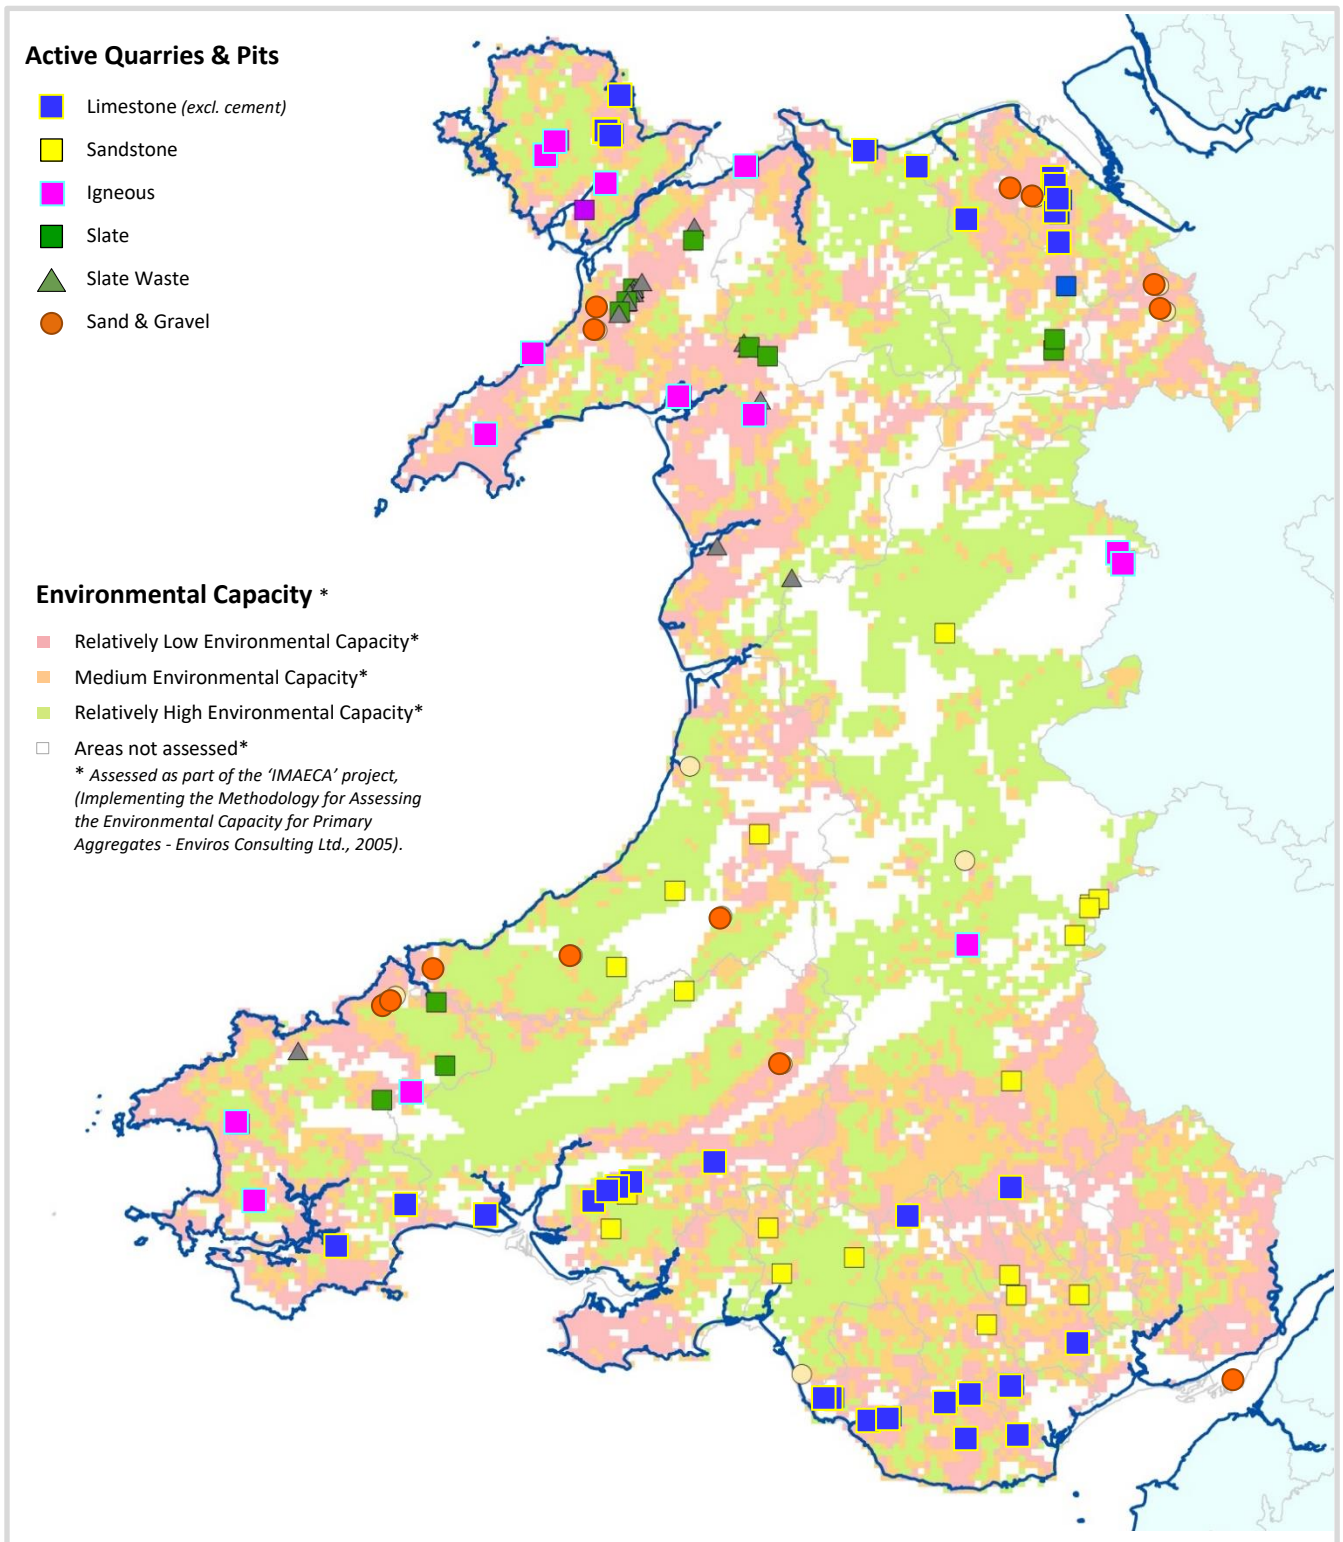 Active Quarries & Pits
Limestone (excl. cement)
Sandstone
Igneous
Slate
Slate Waste
Sand & Gravel
Environmental Capacity *
Relatively Low Environmental Capacity*
Medium Environmental Capacity*
Relatively High Environmental Capacity*
Areas not assessed*
* Assessed as part of the ‘IMAECA’ project,
(Implementing the Methodology for Assessing
the Environmental Capacity for Primary
Aggregates - Enviros Consulting Ltd., 2005).